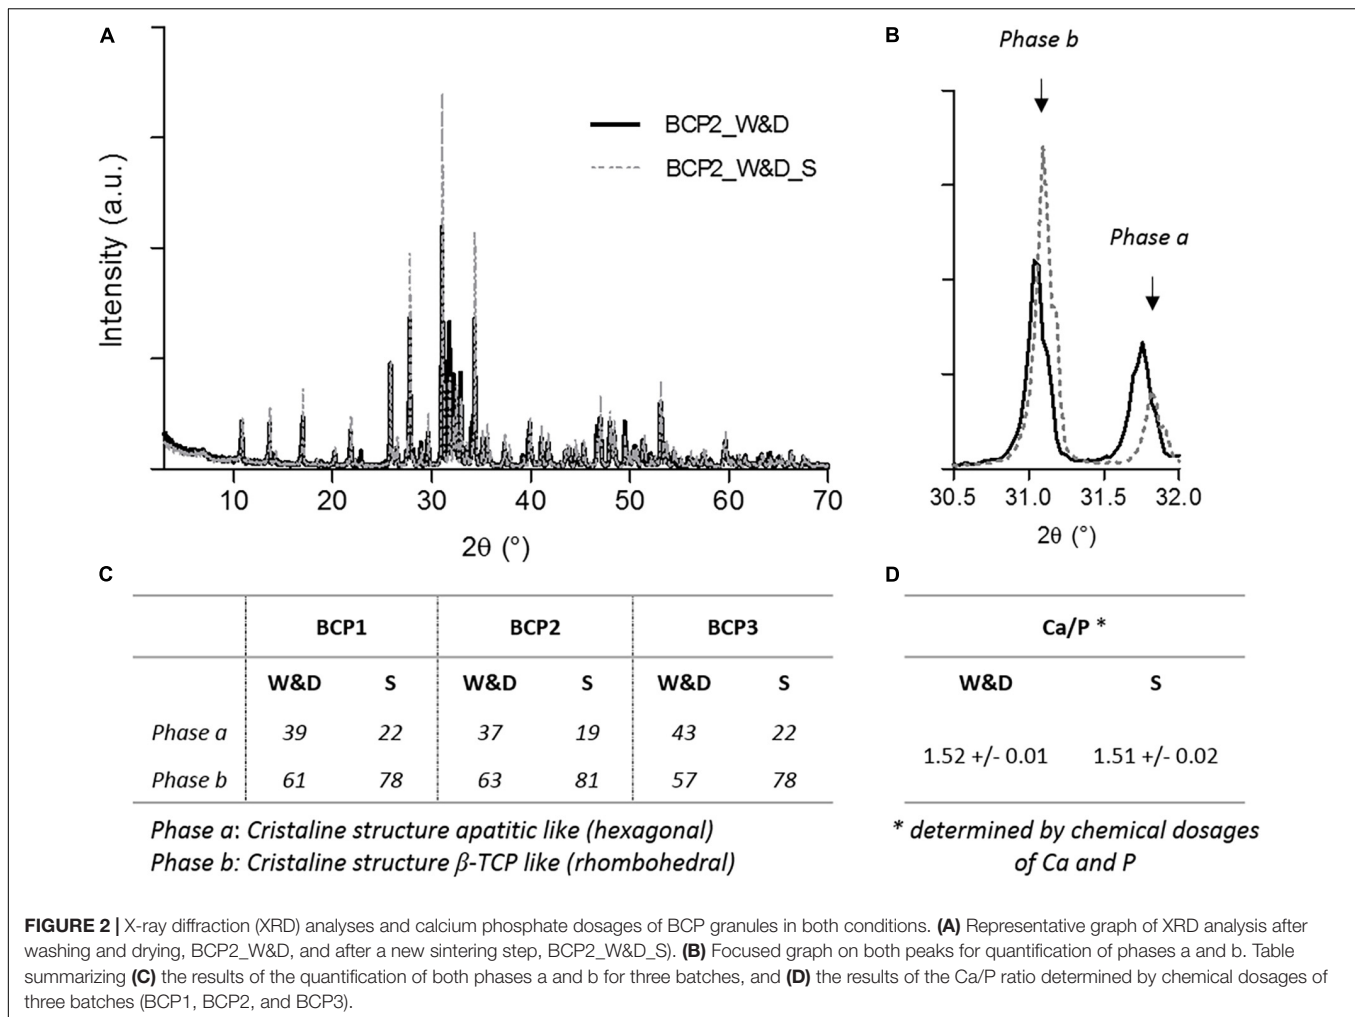 A
Intensity (a.u.)
BCP2_W&D
BCP2_W&D_S
10 20 30 40 50 60 70
2θ (°)
B
Phase b
Phase a
30.5 31.0 31.5 32.0
2θ (°)
C
BCP1 BCP2 BCP3
W&D S W&D S W&D S
Phase a 39 22 37 19 43 22
Phase b 61 78 63 81 57 78
Phase a: Cristaline structure apatitic like (hexagonal)
Phase b: Cristaline structure β-TCP like (rhombohedral)
D
Ca/P *
W&D S
1.52 +/- 0.01 1.51 +/- 0.02
* determined by chemical dosages
of Ca and P
FIGURE 2 | X-ray diffraction (XRD) analyses and calcium phosphate dosages of BCP granules in both conditions. (A) Representative graph of XRD analysis after
washing and drying, BCP2_W&D, and after a new sintering step, BCP2_W&D_S). (B) Focused graph on both peaks for quantification of phases a and b. Table
summarizing (C) the results of the quantification of both phases a and b for three batches, and (D) the results of the Ca/P ratio determined by chemical dosages of
three batches (BCP1, BCP2, and BCP3).